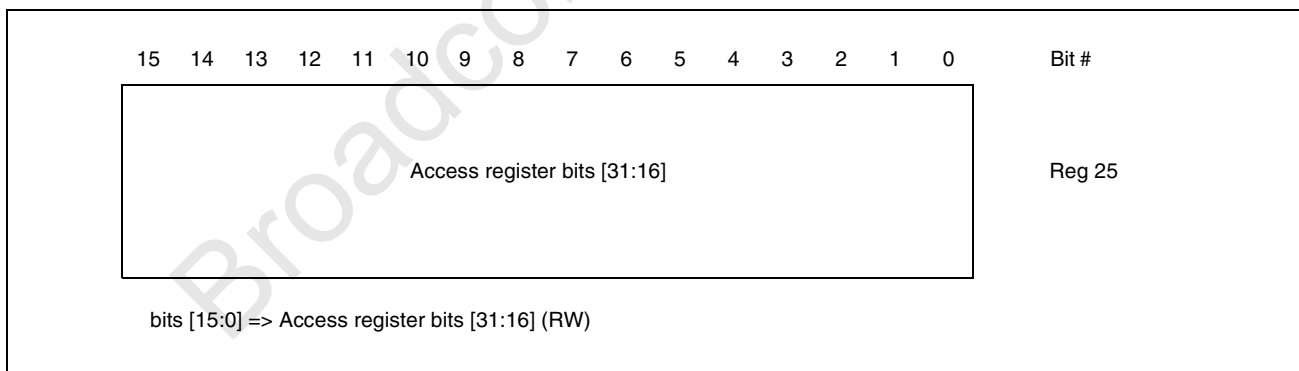 15 14 13 12 11 10 9 8 7 6 5 4 3 2 1 0 Bit #
Access register bits [31:16] Reg 25
bits [15:0] => Access register bits [31:16] (RW)
Broadco